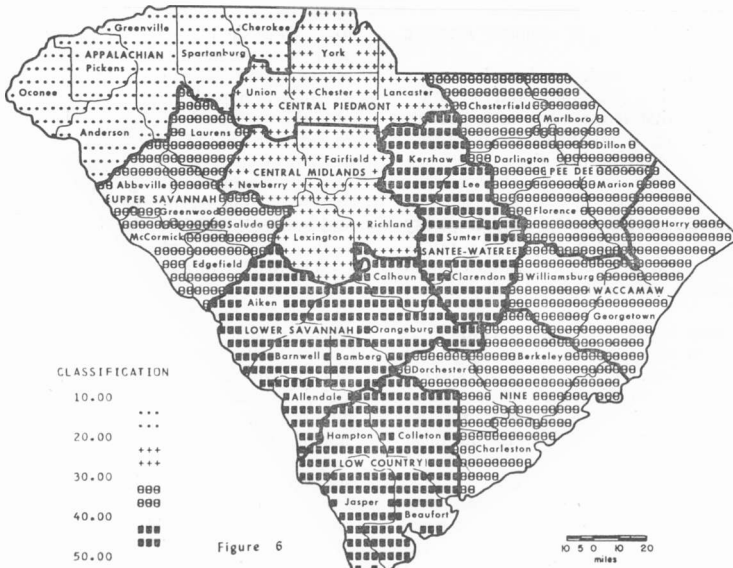 Greenville
Cherokee
York
APPALACHIAN
Spartanburg
Pickens
Oconee
Union
Chester
Lancaster
CENTRAL PIEDMONT
Chesterfield
Marlboro
Anderson
Laurens
Dillon
Fairfield
Kershaw
Darlington
PEE DEE
CENTRAL MIDLANDS
Abbeville
Newberry
Lee
Marion
UPPER SAVANNAH
Greenwood
Florence
McCormick
Saluda
Richland
Horry
Lexington
Sumter
SANTEE-WATEREE
Edgefield
Calhoun
Clarendon
Williamsburg
WACCAMAW
Aiken
Georgetown
LOWER SAVANNAH
Orangeburg
Barnwell
Bamberg
Berkeley
CLASSIFICATION
Dorchester
10.00
Allendale
NINE
20.00
Hampton
Colleton
Charleston
30.00
LOW COUNTRY
Jasper
Beaufort
40.00
Figure 6
50.00
10 5 0 10 20
miles